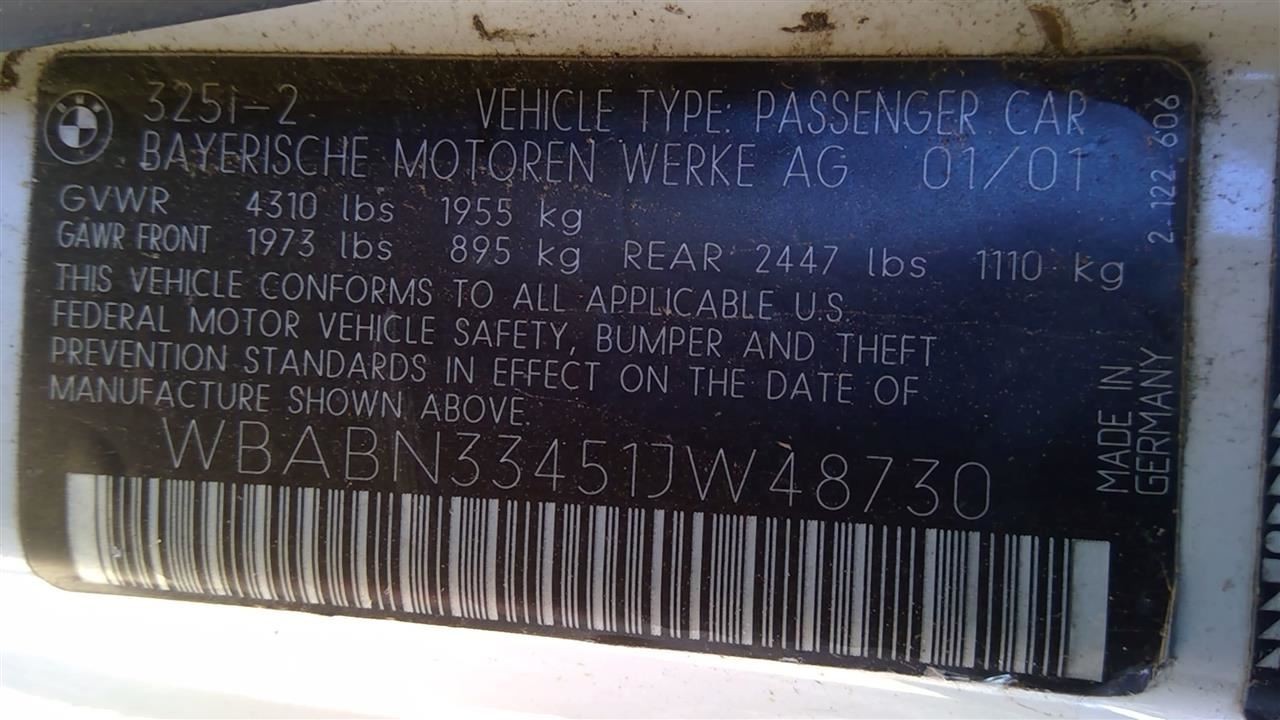 325i-2 VEHICLE TYPE: PASSENGER CAR
BAYERISCHE MOTOREN WERKE AG 01/01
GVWR 4310 lbs 1955 kg
GAWR FRONT 1973 lbs 895 kg REAR 2447 lbs 1110 kg
THIS VEHICLE CONFORMS TO ALL APPLICABLE U.S.
FEDERAL MOTOR VEHICLE SAFETY, BUMPER AND THEFT
PREVENTION STANDARDS IN EFFECT ON THE DATE OF
MANUFACTURE SHOWN ABOVE.
WBABN33451JW48730
2 122 606
MADE IN
GERMANY